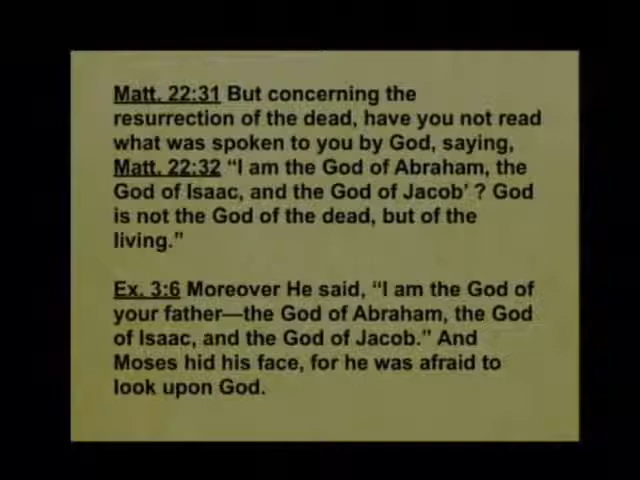 Matt. 22:31 But concerning the
resurrection of the dead, have you not read
what was spoken to you by God, saying,
Matt. 22:32 “I am the God of Abraham, the
God of Isaac, and the God of Jacob’ ? God
is not the God of the dead, but of the
living.”
Ex. 3:6 Moreover He said, “I am the God of
your father—the God of Abraham, the God
of Isaac, and the God of Jacob.” And
Moses hid his face, for he was afraid to
look upon God.